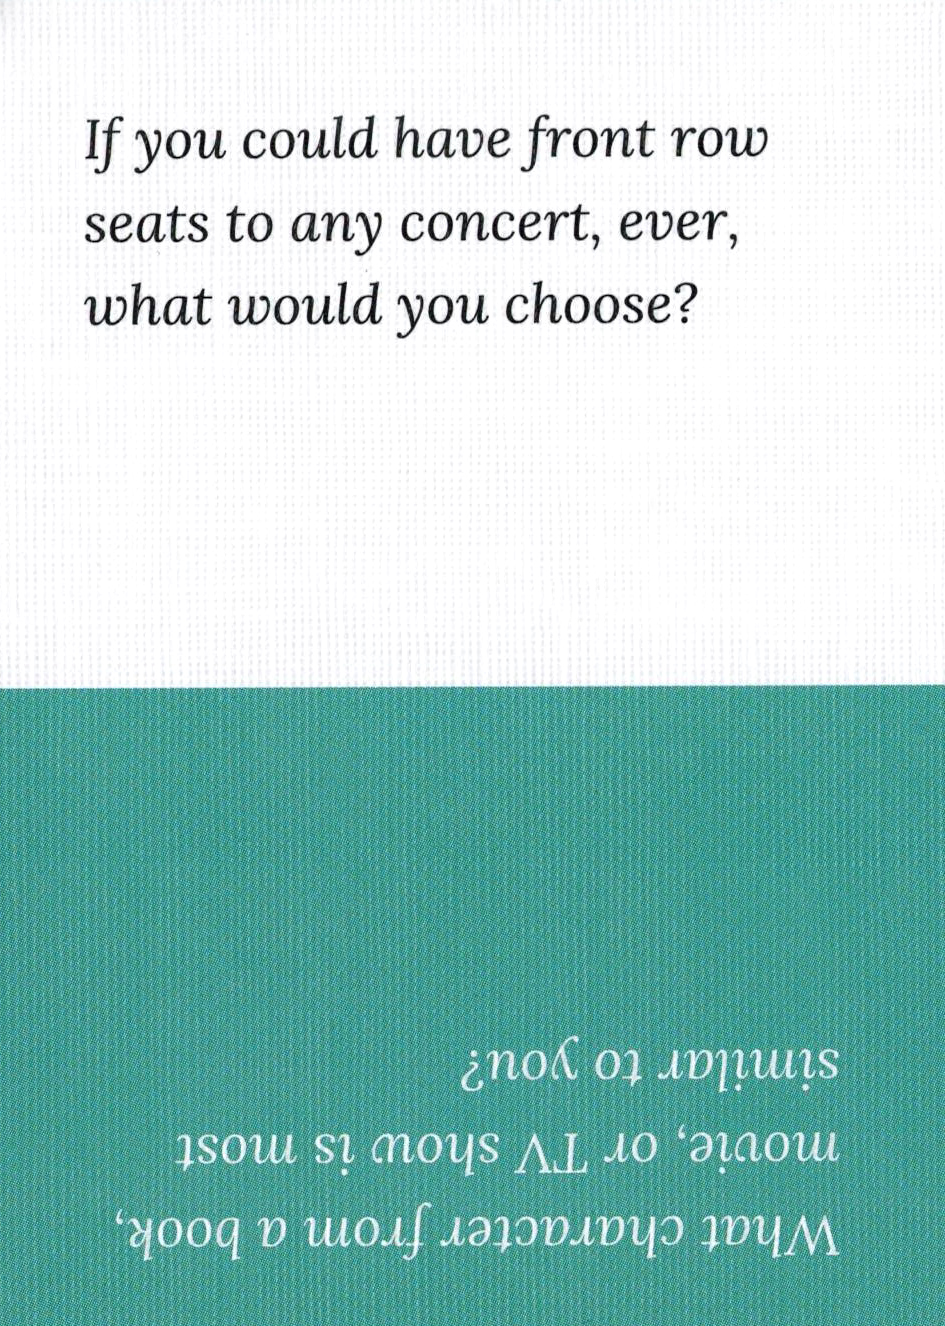 If you could have front row
seats to any concert, ever,
what would you choose?
What character from a book,
movie, or TV show is most
similar to you?